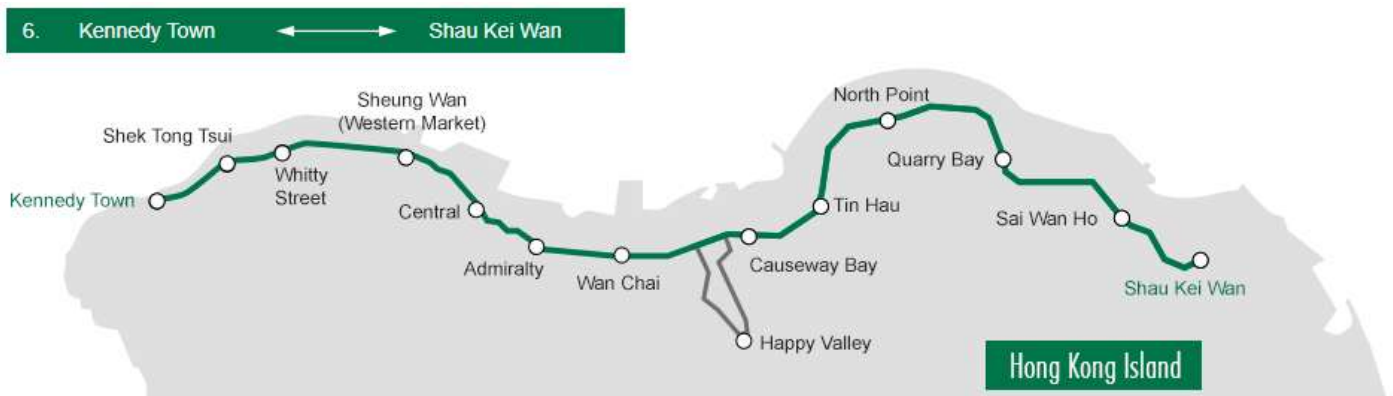 6. Kennedy Town Shau Kei Wan
Sheung Wan
(Western Market)
North Point
Shek Tong Tsui
Quarry Bay
Whitty
Street
Kennedy Town
Central
Tin Hau
Sai Wan Ho
Admiralty
Wan Chai
Causeway Bay
Shau Kei Wan
Happy Valley
Hong Kong Island